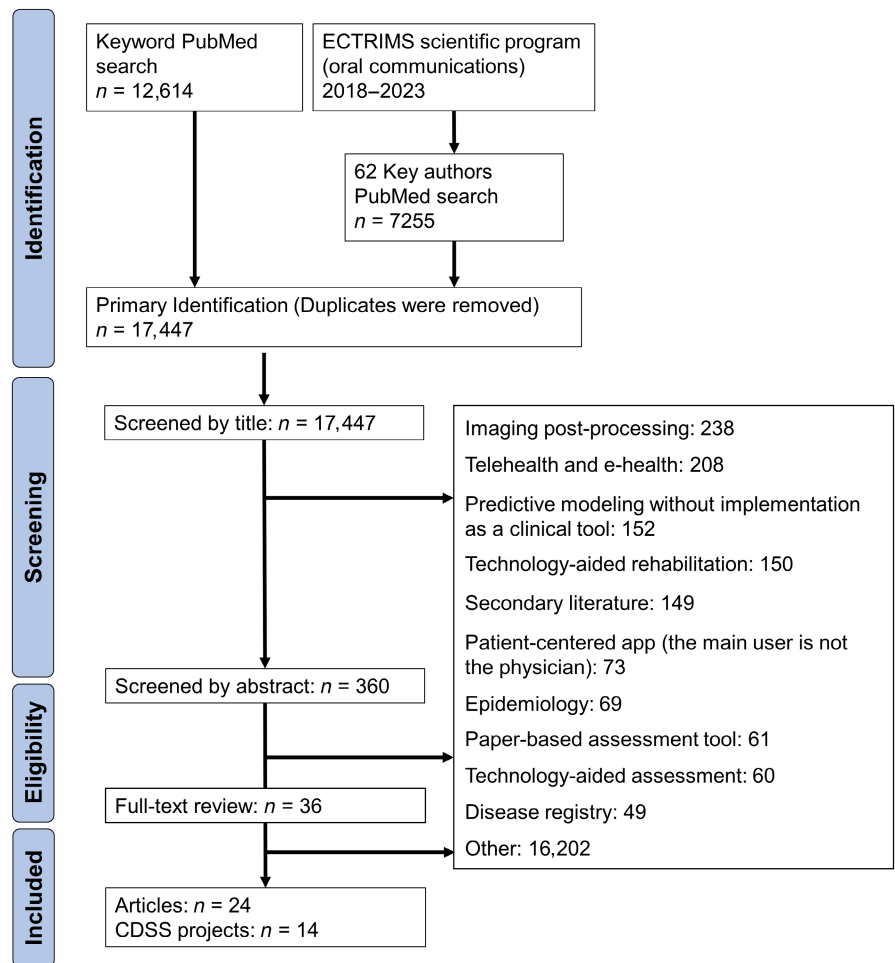 Identification
Keyword PubMed
search
n = 12,614
ECTRIMS scientific program
(oral communications)
2018–2023
62 Key authors
PubMed search
n = 7255
Primary Identification (Duplicates were removed)
n = 17,447
Screening
Screened by title: n = 17,447
Screened by abstract: n = 360
Imaging post-processing: 238
Telehealth and e-health: 208
Predictive modeling without implementation
as a clinical tool: 152
Technology-aided rehabilitation: 150
Secondary literature: 149
Patient-centered app (the main user is not
the physician): 73
Epidemiology: 69
Paper-based assessment tool: 61
Technology-aided assessment: 60
Disease registry: 49
Other: 16,202
Eligibility
Full-text review: n = 36
Included
Articles: n = 24
CDSS projects: n = 14